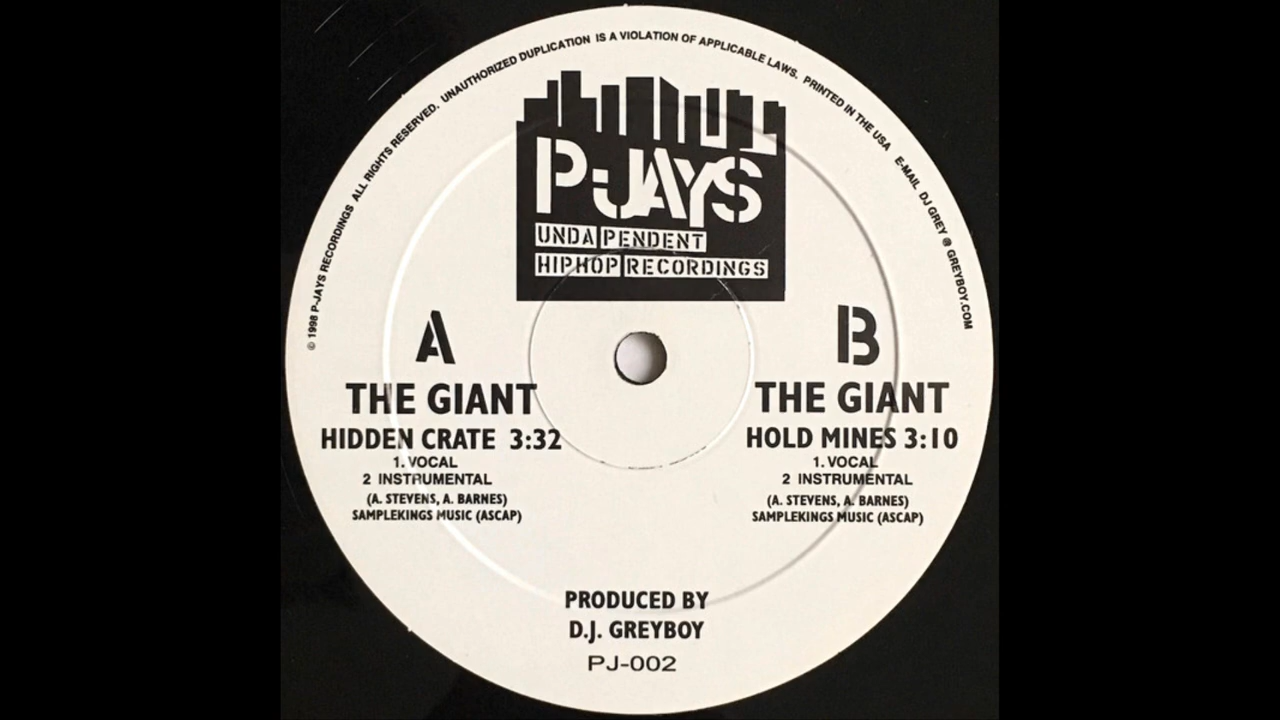 © 1998 P-JAYS RECORDINGS ALL RIGHTS RESERVED. UNAUTHORIZED DUPLICATION IS A VIOLATION OF APPLICABLE LAWS. PRINTED IN THE USA E-MAIL DJ GREY @ GREYBOY.COM
P-JAYS
UNDA PENDENT
HIPHOP RECORDINGS
A
THE GIANT
HIDDEN CRATE 3:32
1. VOCAL
2 INSTRUMENTAL
(A. STEVENS, A. BARNES)
SAMPLEKINGS MUSIC (ASCAP)
B
THE GIANT
HOLD MINES 3:10
1. VOCAL
2 INSTRUMENTAL
(A. STEVENS, A. BARNES)
SAMPLEKINGS MUSIC (ASCAP)
PRODUCED BY
D.J. GREYBOY
PJ-002